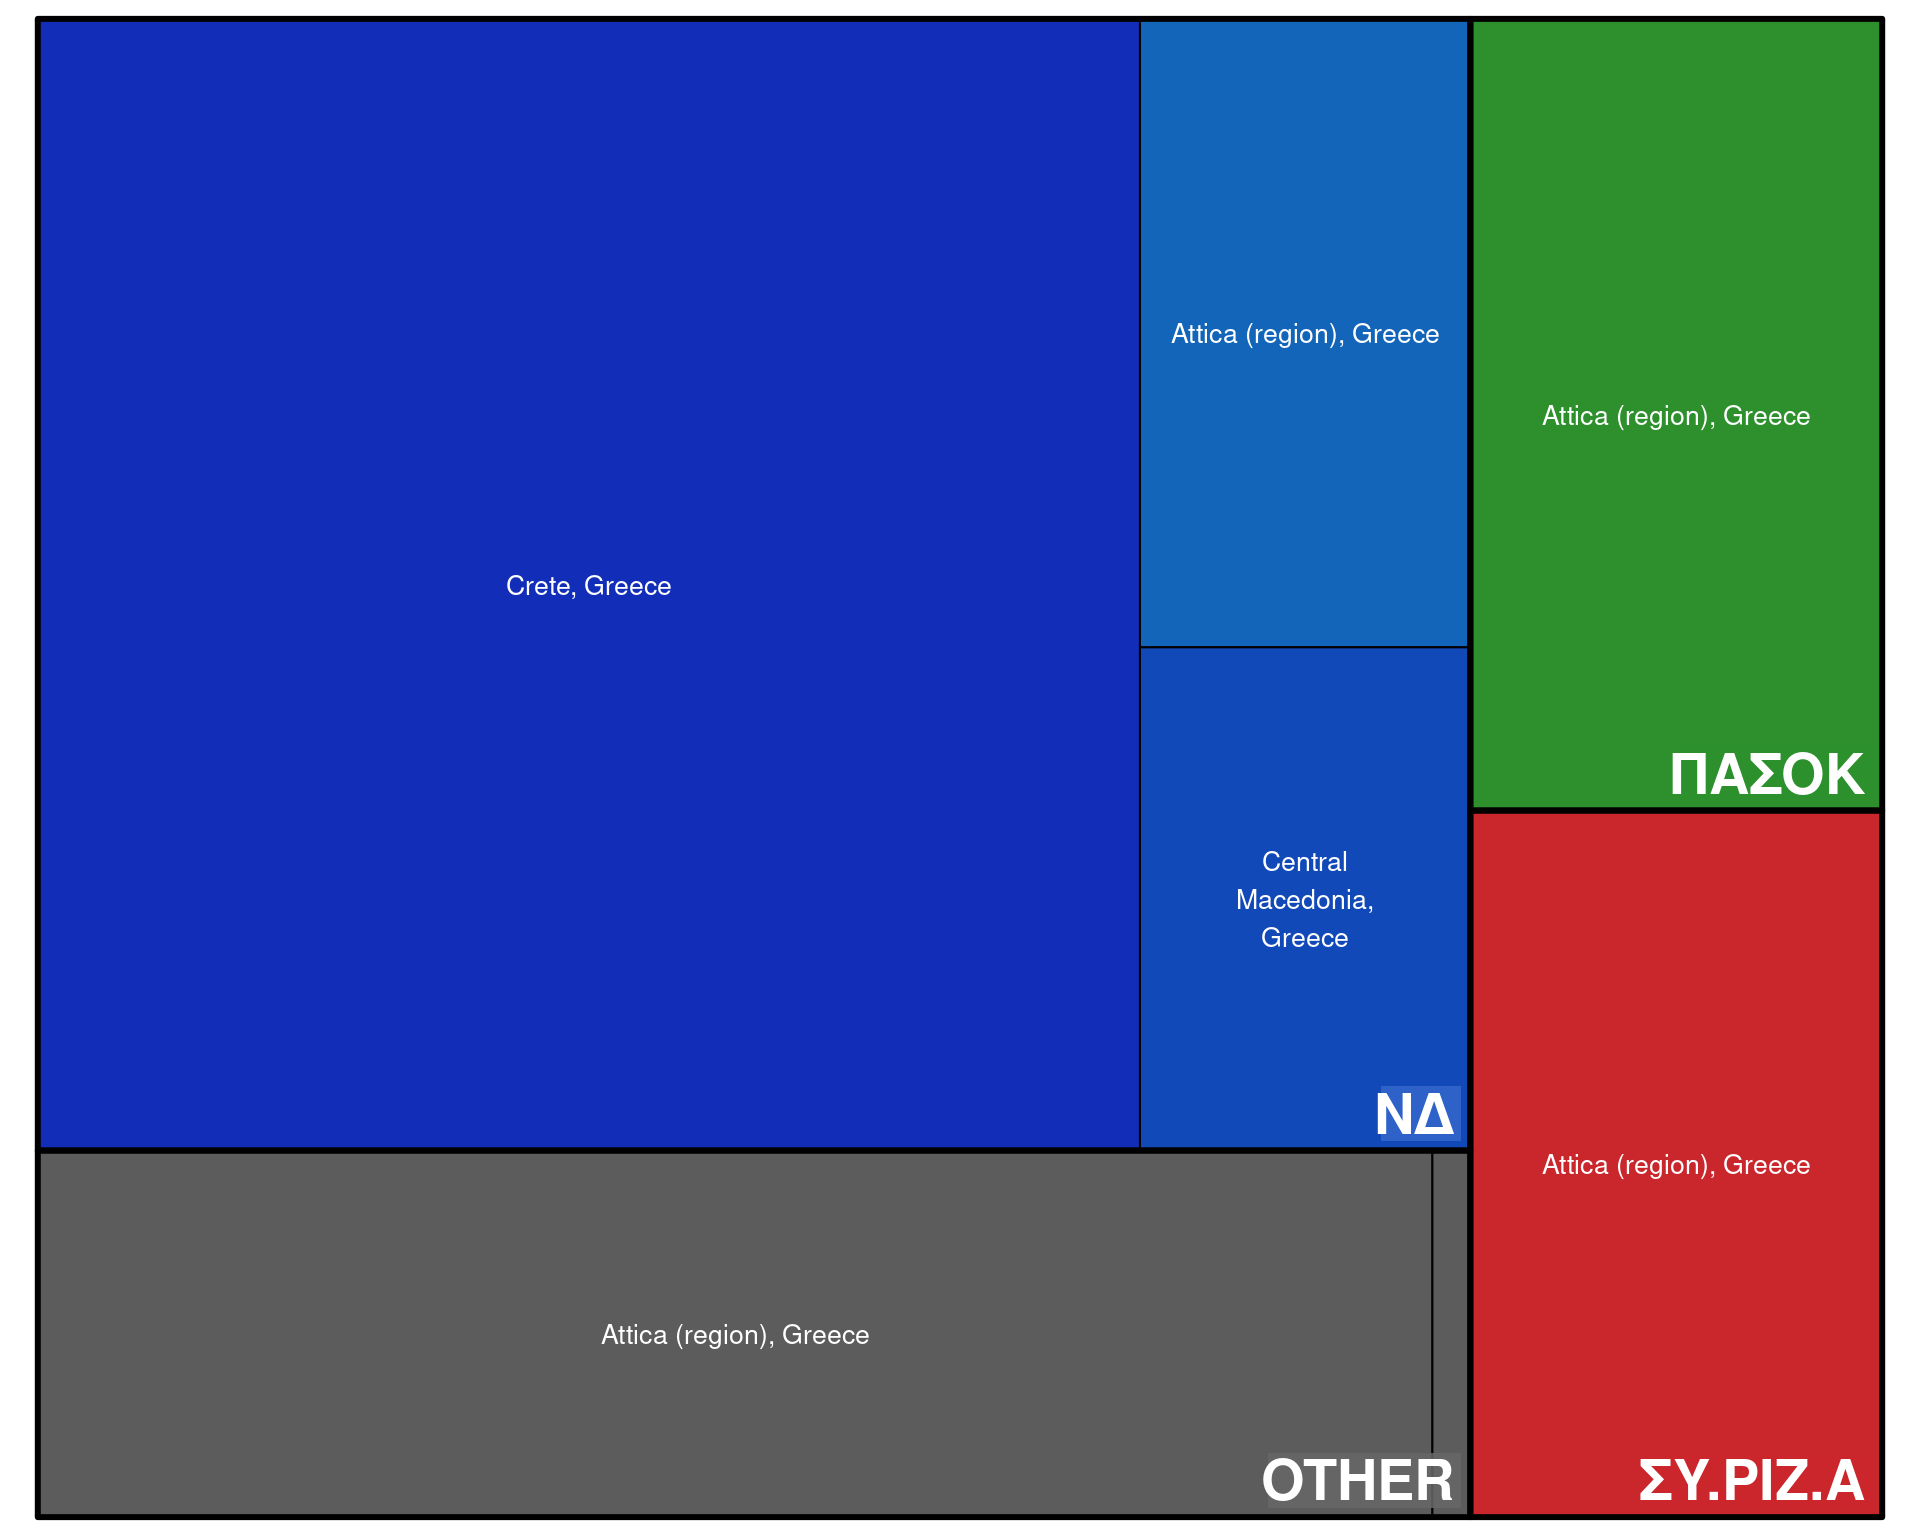 Crete, Greece
Attica (region), Greece
Central
Macedonia,
Greece
ΝΔ
Attica (region), Greece
ΠΑΣΟΚ
Attica (region), Greece
OTHER
Attica (region), Greece
ΣΥ.ΡΙΖ.Α